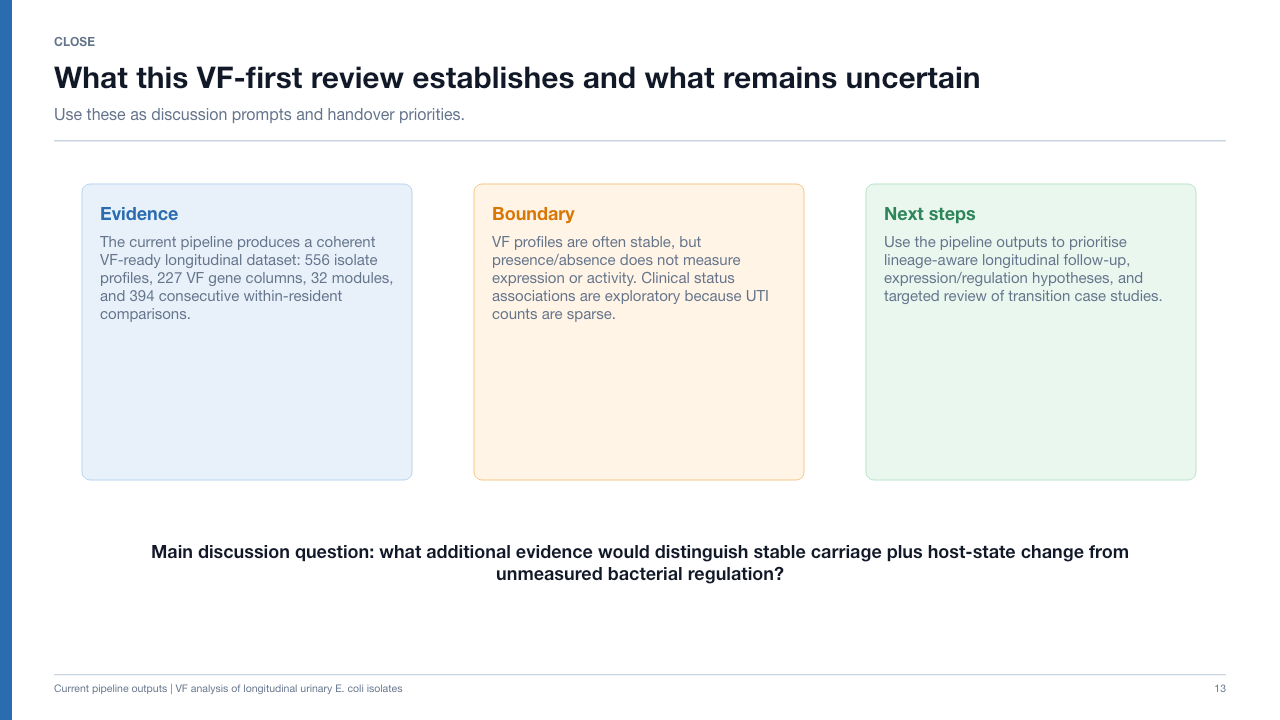 CLOSE
What this VF-first review establishes and what remains uncertain
Use these as discussion prompts and handover priorities.
Evidence
The current pipeline produces a coherent
VF-ready longitudinal dataset: 556 isolate
profiles, 227 VF gene columns, 32 modules,
and 394 consecutive within-resident
comparisons.
Boundary
VF profiles are often stable, but
presence/absence does not measure
expression or activity. Clinical status
associations are exploratory because UTI
counts are sparse.
Next steps
Use the pipeline outputs to prioritise
lineage-aware longitudinal follow-up,
expression/regulation hypotheses, and
targeted review of transition case studies.
Main discussion question: what additional evidence would distinguish stable carriage plus host-state change from
unmeasured bacterial regulation?
Current pipeline outputs | VF analysis of longitudinal urinary E. coli isolates
13